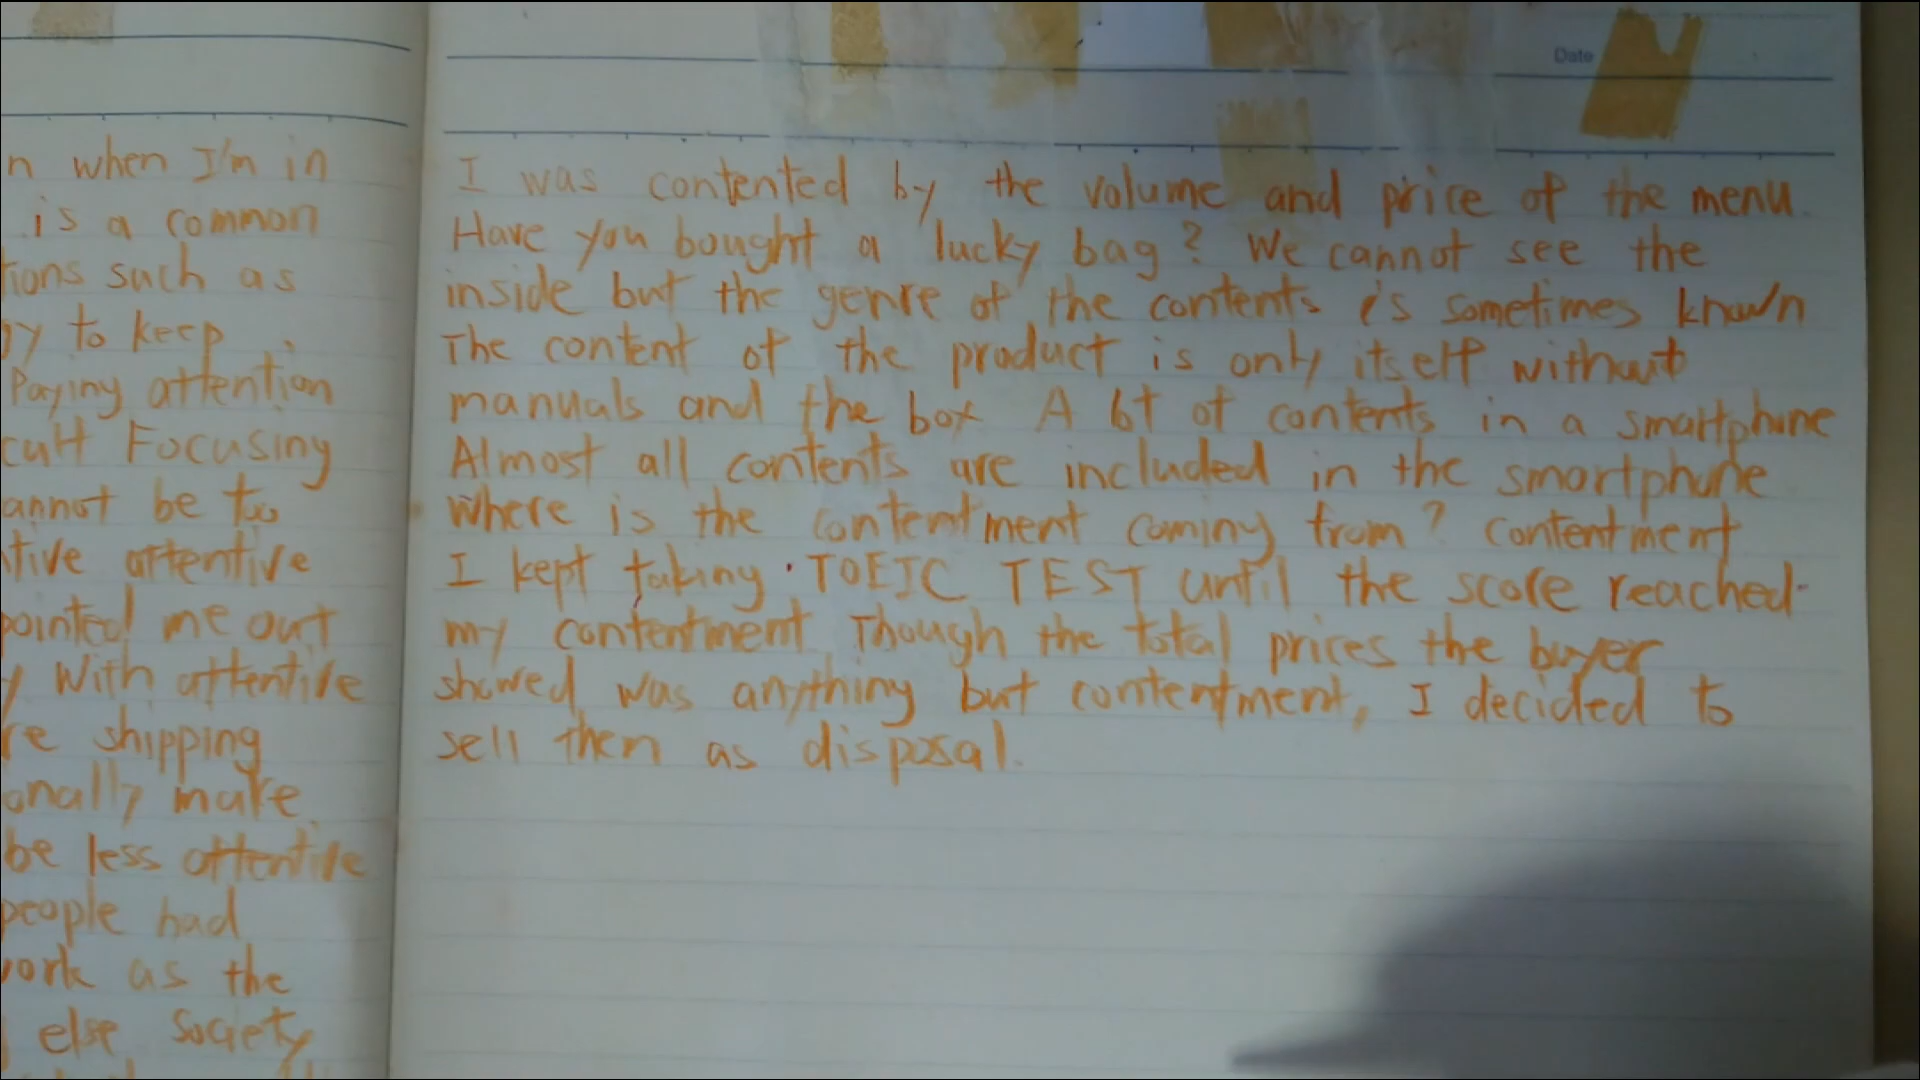 n when I'm in
is a common
tions such as
gy to keep
Paying attention
cult Focusing
annot be too
tive attentive
pointed me out
y with attentive
re shipping
onally make
be less attentive
people had
work as the
else society
Date
I was contented by the volume and price of the menu.
Have you bought a lucky bag? We cannot see the
inside but the genre of the contents is sometimes known
The content of the product is only itself without
manuals and the box A lot of contents in a smartphone
Almost all contents are included in the smartphone
Where is the contentment coming from? contentment
I kept taking TOEIC TEST until the score reached
my contentment Though the total prices the buyer
showed was anything but contentment, I decided to
sell then as disposal.